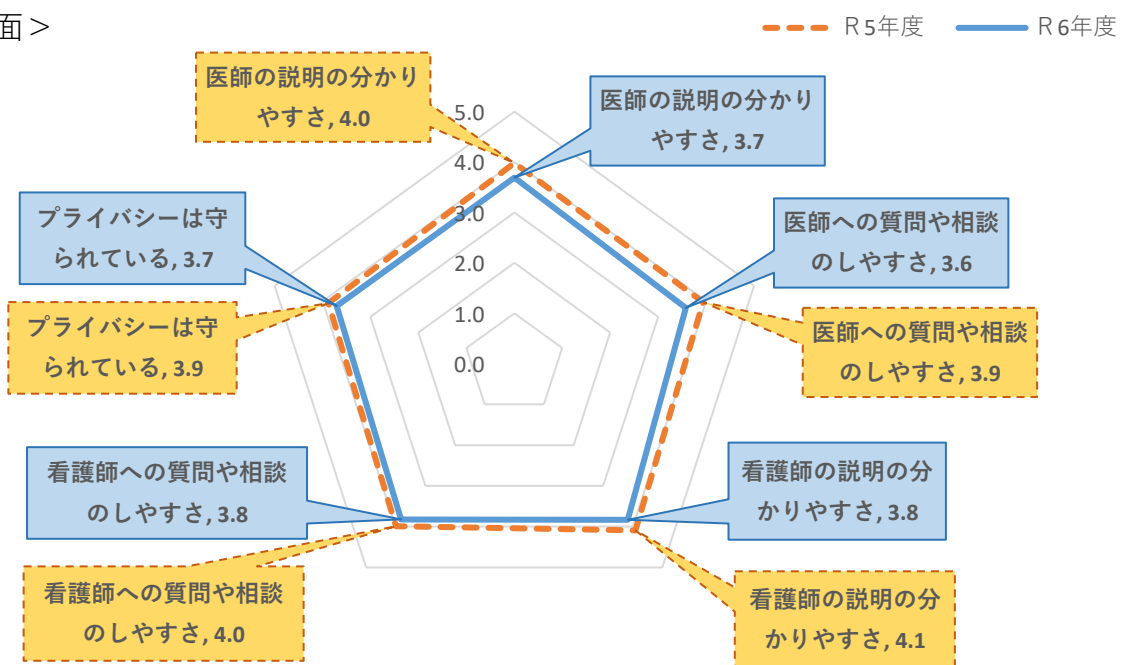 面＞
R5年度
R6年度
医師の説明の分かり
やすさ, 4.0
医師の説明の分かり
やすさ, 3.7
5.0
4.0
3.0
2.0
1.0
0.0
プライバシーは守
られている, 3.7
医師への質問や相談
のしやすさ, 3.6
プライバシーは守
られている, 3.9
医師への質問や相談
のしやすさ, 3.9
看護師への質問や相談
のしやすさ, 3.8
看護師の説明の分
かりやすさ, 3.8
看護師への質問や相談
のしやすさ, 4.0
看護師の説明の分
かりやすさ, 4.1